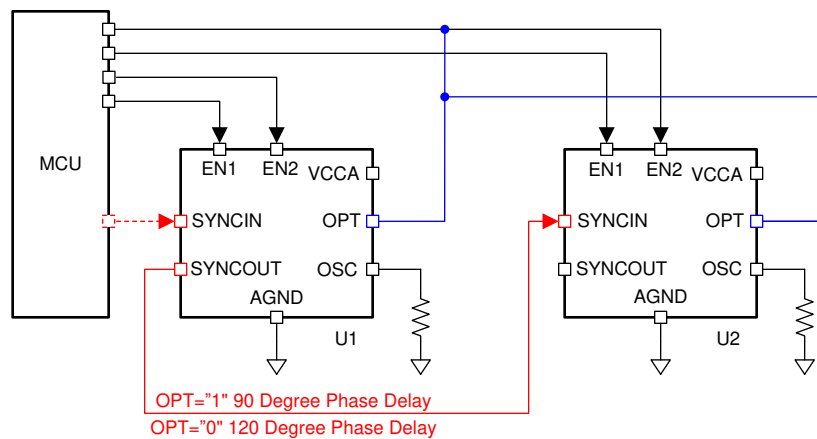 MCU
EN1
EN2
VCCA
SYNCIN
OPT
SYNCOUT
OSC
AGND
U1
EN1
EN2
VCCA
SYNCIN
OPT
SYNCOUT
OSC
AGND
U2
OPT=”1" 90 Degree Phase Delay
OPT=”0" 120 Degree Phase Delay